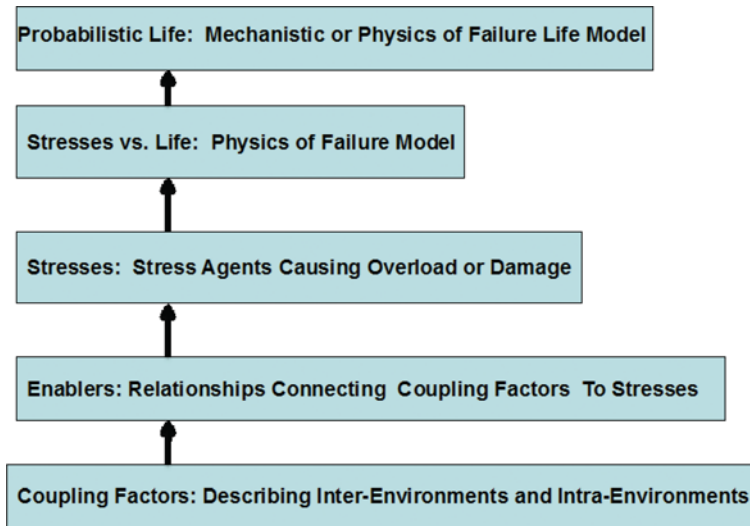 Probabilistic Life: Mechanistic or Physics of Failure Life Model
Stresses vs. Life: Physics of Failure Model
Stresses: Stress Agents Causing Overload or Damage
Enablers: Relationships Connecting Coupling Factors To Stresses
Coupling Factors: Describing Inter-Environments and Intra-Environments